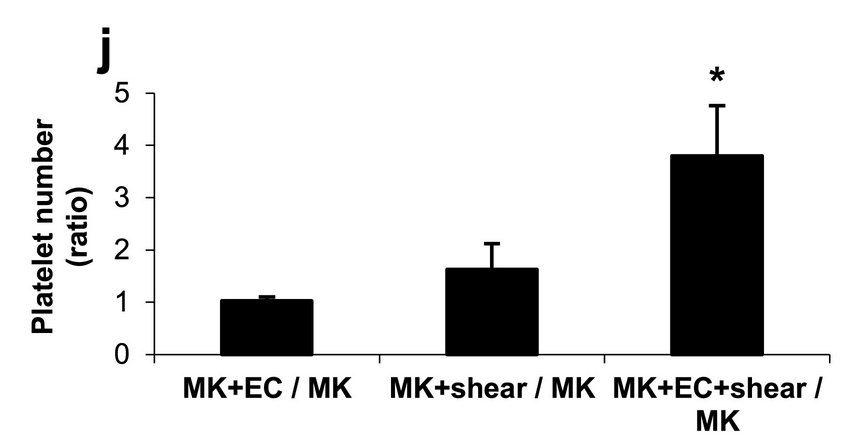 j
*
5
4
3
2
1
0
Platelet number
(ratio)
MK+EC / MK
MK+shear / MK
MK+EC+shear /
MK